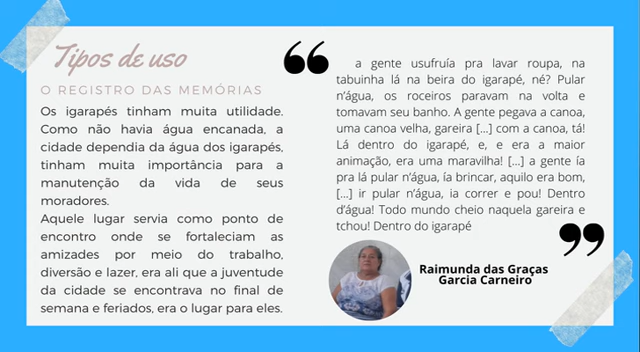 Tipos de uso
O REGISTRO DAS MEMÓRIAS
Os igarapés tinham muita utilidade.
Como não havia água encanada, a
cidade dependia da água dos igarapés,
tinham muita importância para a
manutenção da vida de seus
moradores.
Aquele lugar servia como ponto de
encontro onde se fortaleciam as
amizades por meio do trabalho,
diversão e lazer, era ali que a juventude
da cidade se encontrava no final de
semana e feriados, era o lugar para eles.
“
a gente usufruía pra lavar roupa, na
tabuinha lá na beira do igarapé, né? Pular
n’água, os roceiros paravam na volta e
tomavam seu banho. A gente pegava a canoa,
uma canoa velha, gareira [...] com a canoa, tá!
Lá dentro do igarapé, e, e era a maior
animação, era uma maravilha! [...] a gente ía
pra lá pular n’água, ía brincar, aquilo era bom,
[...] ir pular n’água, ia correr e pou! Dentro
d’água! Todo mundo cheio naquela gareira e
tchou! Dentro do igarapé
”
Raimunda das Graças
Garcia Carneiro